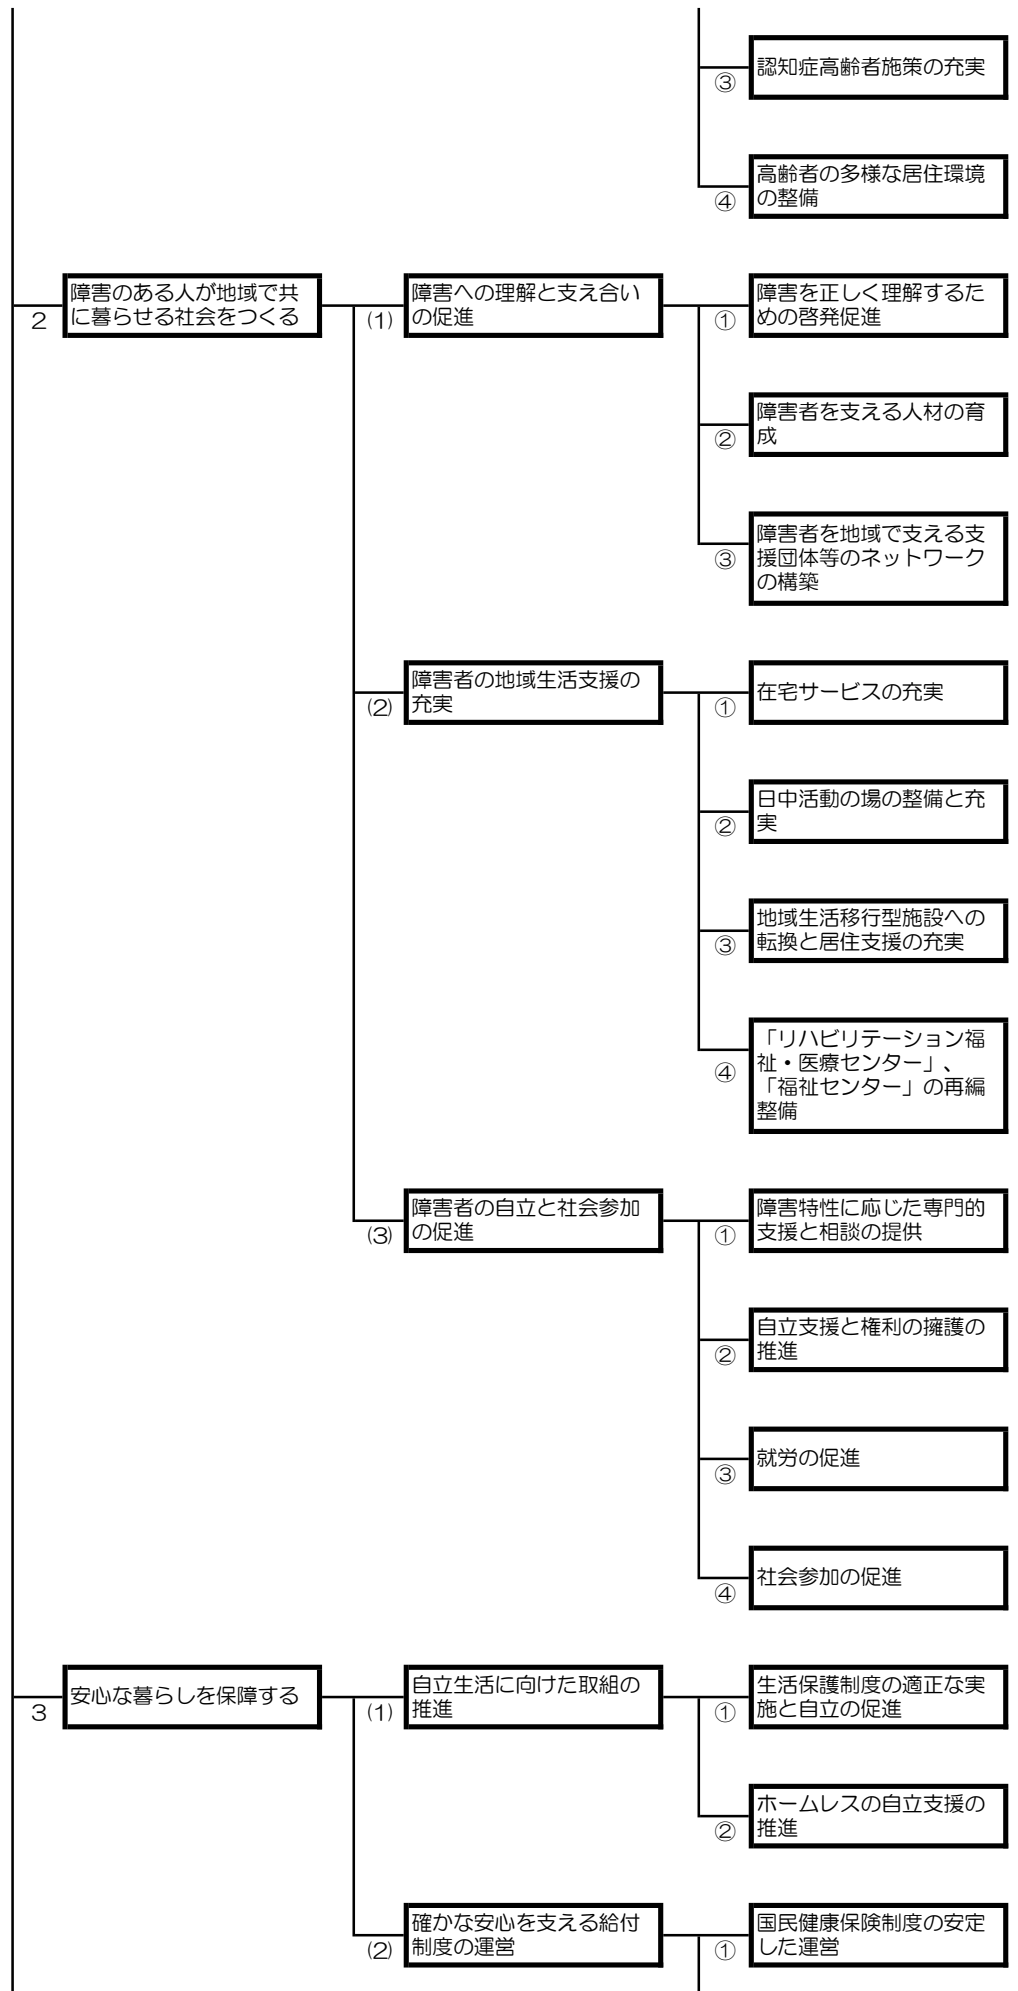 ③
認知症高齢者施策の充実
④
高齢者の多様な居住環境
の整備
2
障害のある人が地域で共
に暮らせる社会をつくる
(1)
障害への理解と支え合い
の促進
①
障害を正しく理解するた
めの啓発促進
②
障害者を支える人材の育
成
③
障害者を地域で支える支
援団体等のネットワーク
の構築
(2)
障害者の地域生活支援の
充実
①
在宅サービスの充実
②
日中活動の場の整備と充
実
③
地域生活移行型施設への
転換と居住支援の充実
④
「リハビリテーション福
祉・医療センター」、
「福祉センター」の再編
整備
(3)
障害者の自立と社会参加
の促進
①
障害特性に応じた専門的
支援と相談の提供
②
自立支援と権利の擁護の
推進
③
就労の促進
④
社会参加の促進
3
安心な暮らしを保障する
(1)
自立生活に向けた取組の
推進
①
生活保護制度の適正な実
施と自立の促進
②
ホームレスの自立支援の
推進
(2)
確かな安心を支える給付
制度の運営
①
国民健康保険制度の安定
した運営